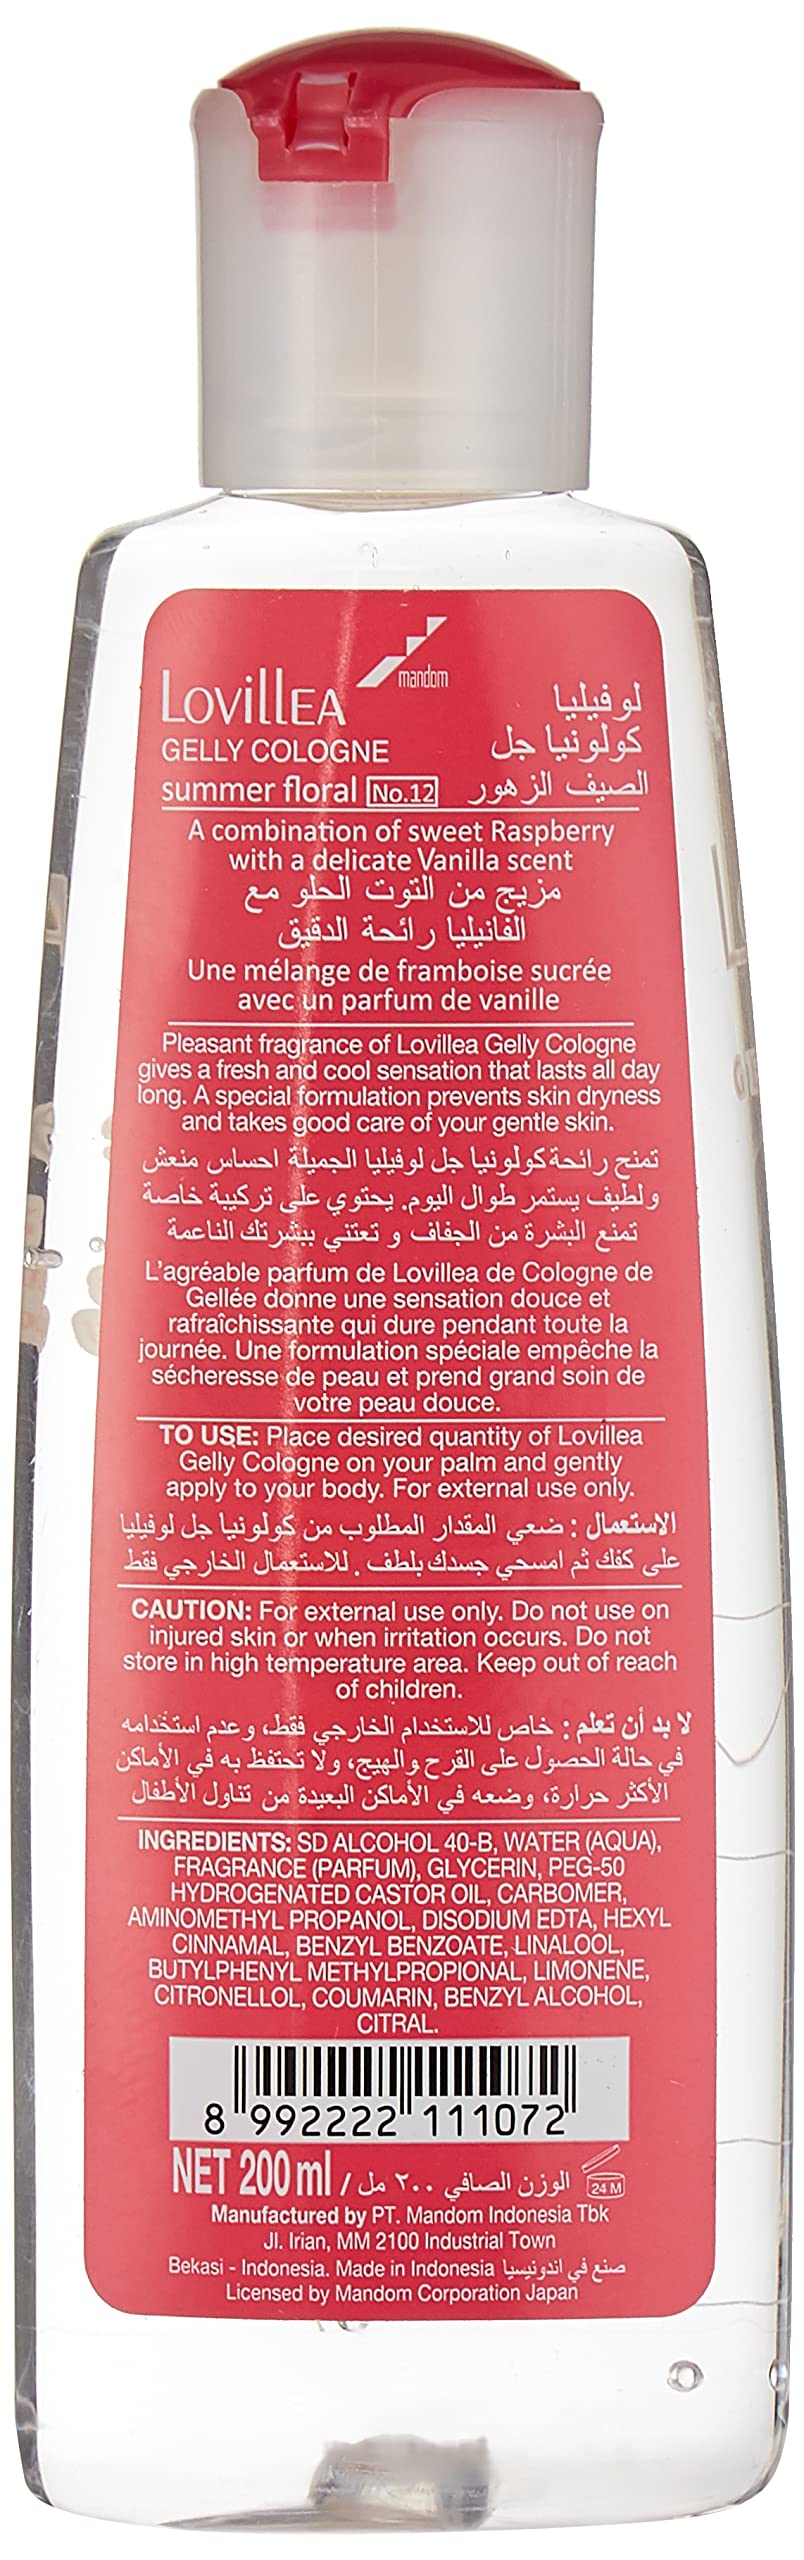 mandom
LovillEA
لوفيليا
GELLY COLOGNE
كولونيا جل
summer floral No.12
الصيف الزهور
A combination of sweet Raspberry
with a delicate Vanilla scent
مزيج من التوت الحلو مع
الفانيليا رائحة الدقيق
Une mélange de framboise sucrée
avec un parfum de vanille
Pleasant fragrance of Lovillea Gelly Cologne
gives a fresh and cool sensation that lasts all day
long. A special formulation prevents skin dryness
and takes good care of your gentle skin.
تمنح رائحة كولونيا جل لوفيليا الجميلة احساس منعش
ولطيف يستمر طوال اليوم. يحتوي على تركيبة خاصة
تمنع البشرة من الجفاف و تعتني ببشرتك الناعمة
L'agréable parfum de Lovillea de Cologne de
Gellée donne une sensation douce et
rafraîchissante qui dure pendant toute la
journée. Une formulation spéciale empêche la
sécheresse de peau et prend grand soin de
votre peau douce.
TO USE: Place desired quantity of Lovillea
Gelly Cologne on your palm and gently
apply to your body. For external use only.
الاستعمال : ضعي المقدار المطلوب من كولونيا جل لوفيليا
على كفك ثم امسحي جسدك بلطف . للاستعمال الخارجي فقط
CAUTION: For external use only. Do not use on
injured skin or when irritation occurs. Do not
store in high temperature area. Keep out of reach
of children.
لا بد أن تعلم : خاص للاستخدام الخارجي فقط، وعدم استخدامه
في حالة الحصول على القرح والهيج، ولا تحتفظ به في الأماكن
الأكثر حرارة، وضعه في الأماكن البعيدة من تناول الأطفال
INGREDIENTS: SD ALCOHOL 40-B, WATER (AQUA),
FRAGRANCE (PARFUM), GLYCERIN, PEG-50
HYDROGENATED CASTOR OIL, CARBOMER,
AMINOMETHYL PROPANOL, DISODIUM EDTA, HEXYL
CINNAMAL, BENZYL BENZOATE, LINALOOL,
BUTYLPHENYL METHYLPROPIONAL, LIMONENE,
CITRONELLOL, COUMARIN, BENZYL ALCOHOL,
CITRAL.
8 992222 111072
NET 200 ml / الوزن الصافي ٢٠٠ مل 24 M
Manufactured by PT. Mandom Indonesia Tbk
Jl. Irian, MM 2100 Industrial Town
Bekasi - Indonesia. Made in Indonesia صنع في اندونيسيا
Licensed by Mandom Corporation Japan